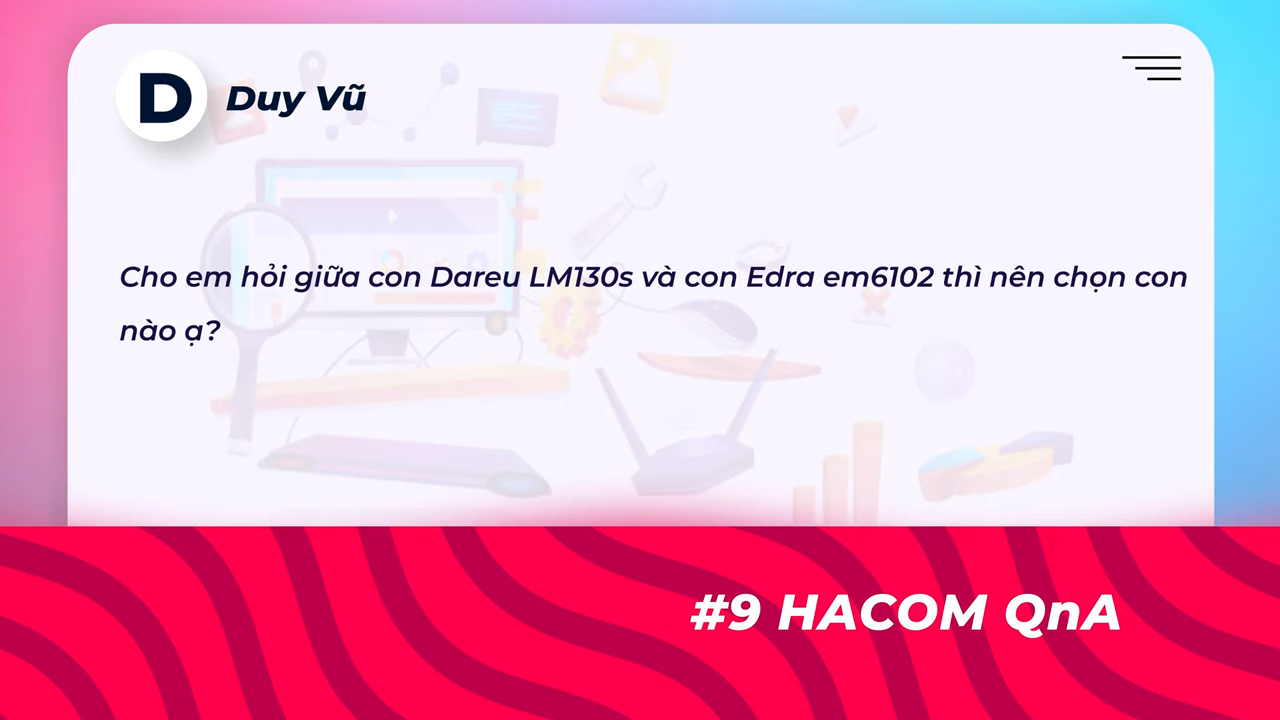 D
Duy Vũ
Cho em hỏi giữa con Dareu LM130s và con Edra em6102 thì nên chọn con
nào ạ?
#9 HACOM QnA